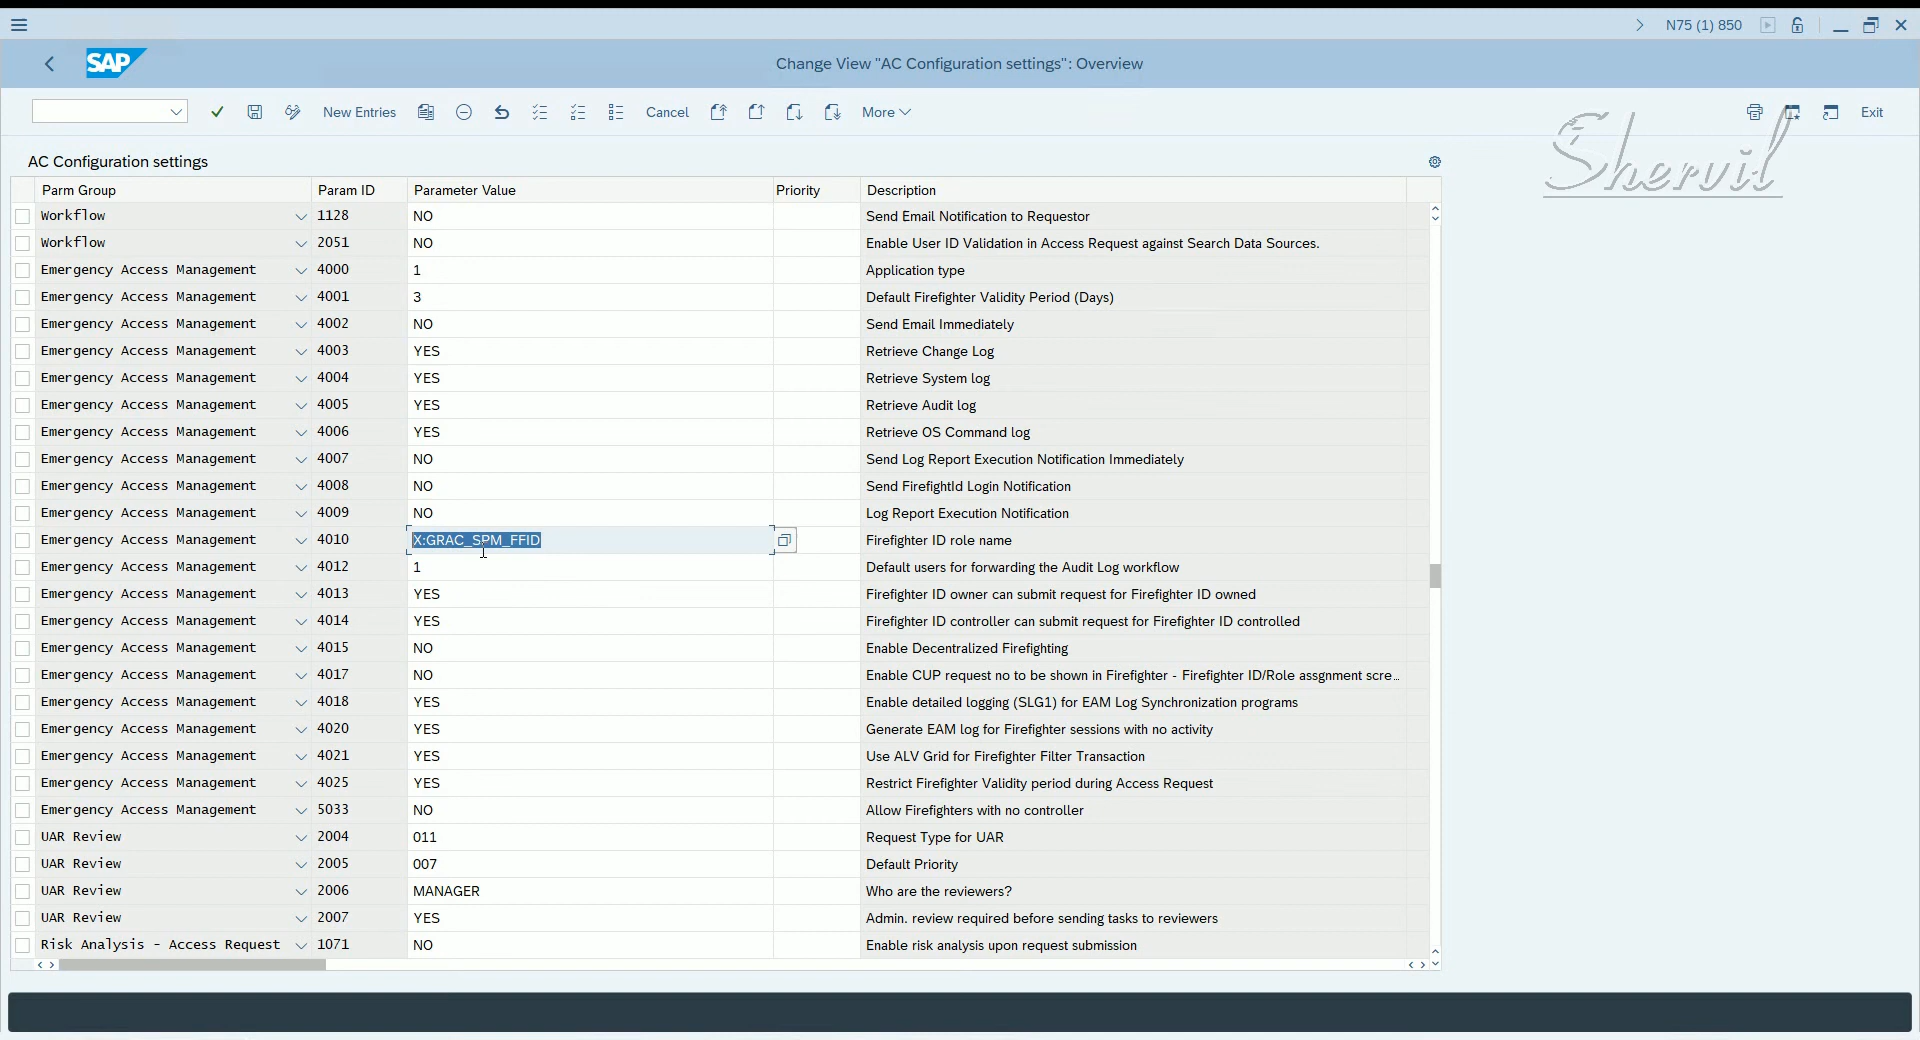 N75 (1) 850
SAP
Change View "AC Configuration settings": Overview
New Entries Cancel More Exit
Shervil
AC Configuration settings
Parm Group Param ID Parameter Value Priority Description
Workflow 1128 NO Send Email Notification to Requestor
Workflow 2051 NO Enable User ID Validation in Access Request against Search Data Sources.
Emergency Access Management 4000 1 Application type
Emergency Access Management 4001 3 Default Firefighter Validity Period (Days)
Emergency Access Management 4002 NO Send Email Immediately
Emergency Access Management 4003 YES Retrieve Change Log
Emergency Access Management 4004 YES Retrieve System log
Emergency Access Management 4005 YES Retrieve Audit log
Emergency Access Management 4006 YES Retrieve OS Command log
Emergency Access Management 4007 NO Send Log Report Execution Notification Immediately
Emergency Access Management 4008 NO Send FirefightId Login Notification
Emergency Access Management 4009 NO Log Report Execution Notification
Emergency Access Management 4010 X:GRAC_SPM_FFID Firefighter ID role name
Emergency Access Management 4012 1 Default users for forwarding the Audit Log workflow
Emergency Access Management 4013 YES Firefighter ID owner can submit request for Firefighter ID owned
Emergency Access Management 4014 YES Firefighter ID controller can submit request for Firefighter ID controlled
Emergency Access Management 4015 NO Enable Decentralized Firefighting
Emergency Access Management 4017 NO Enable CUP request no to be shown in Firefighter - Firefighter ID/Role assgnment scre…
Emergency Access Management 4018 YES Enable detailed logging (SLG1) for EAM Log Synchronization programs
Emergency Access Management 4020 YES Generate EAM log for Firefighter sessions with no activity
Emergency Access Management 4021 YES Use ALV Grid for Firefighter Filter Transaction
Emergency Access Management 4025 YES Restrict Firefighter Validity period during Access Request
Emergency Access Management 5033 NO Allow Firefighters with no controller
UAR Review 2004 011 Request Type for UAR
UAR Review 2005 007 Default Priority
UAR Review 2006 MANAGER Who are the reviewers?
UAR Review 2007 YES Admin. review required before sending tasks to reviewers
Risk Analysis - Access Request 1071 NO Enable risk analysis upon request submission